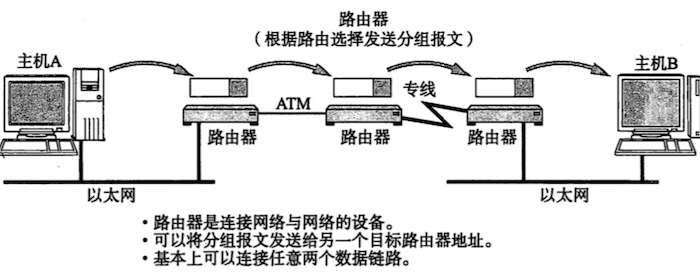 路由器
（根据路由选择发送分组报文）
主机A
主机B
ATM
专线
路由器
路由器
路由器
以太网
以太网
·路由器是连接网络与网络的设备。
·可以将分组报文发送给另一个目标路由器地址。
·基本上可以连接任意两个数据链路。